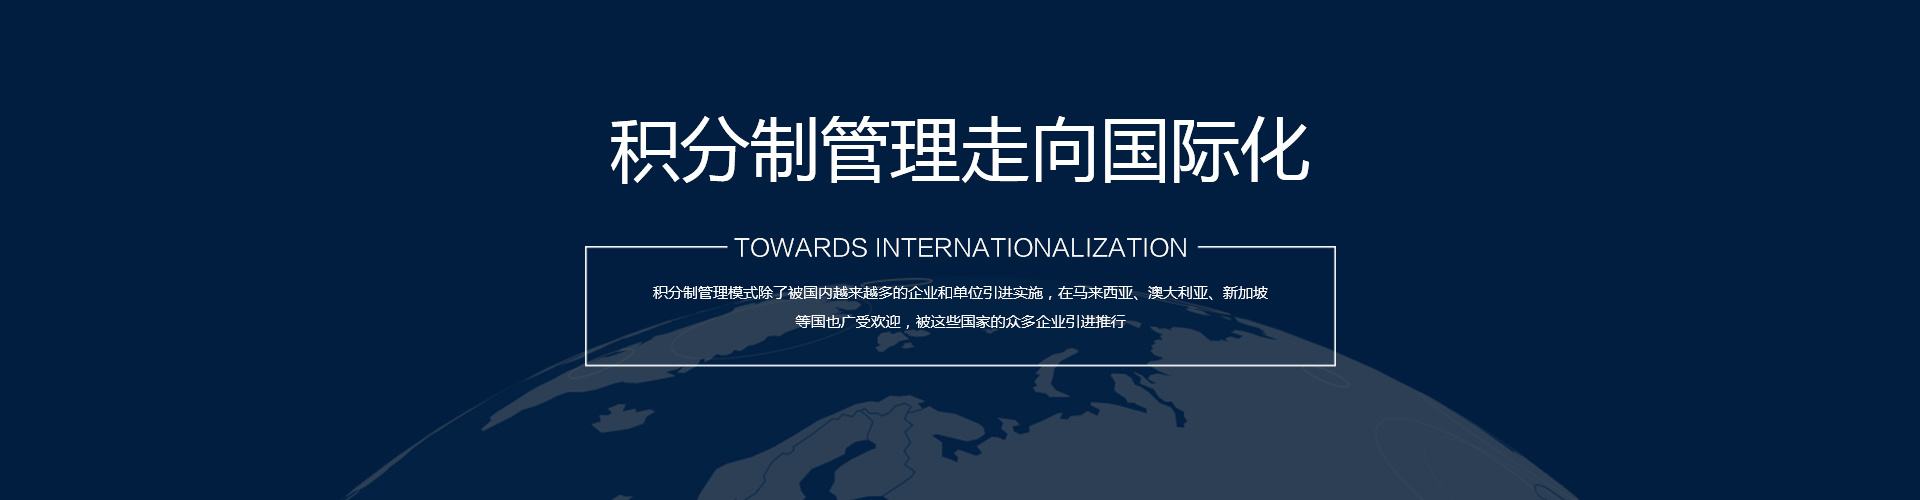 积分制管理走向国际化
TOWARDS INTERNATIONALIZATION
积分制管理模式除了被国内越来越多的企业和单位引进实施，在马来西亚、澳大利亚、新加坡
等国也广受欢迎，被这些国家的众多企业引进推行